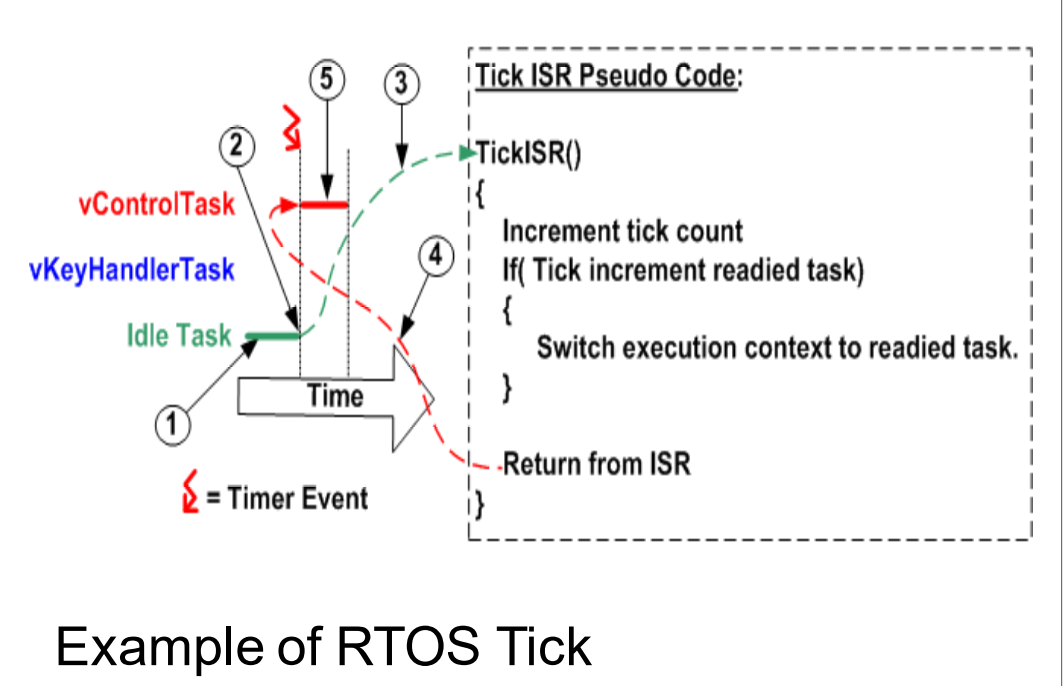 5
3
2
Tick ISR Pseudo Code:
TickISR()
{
vControlTask
Increment tick count
4
vKeyHandlerTask
If( Tick increment readied task)
{
Idle Task
Switch execution context to readied task.
}
Time
1
Return from ISR
= Timer Event
}
Example of RTOS Tick